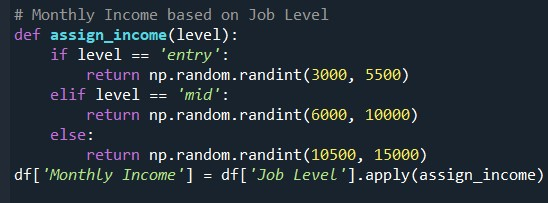 # Monthly Income based on Job Level
def assign_income(level):
    if level == 'entry':
        return np.random.randint(3000, 5500)
    elif level == 'mid':
        return np.random.randint(6000, 10000)
    else:
        return np.random.randint(10500, 15000)
df['Monthly Income'] = df['Job Level'].apply(assign_income)